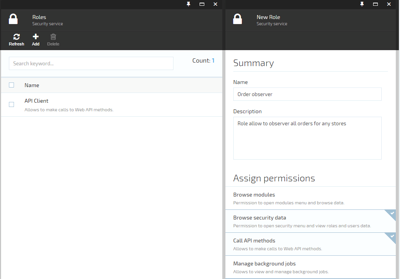 Roles
Security service
Refresh
Add
Delete
Search keyword...
Count: 1
Name
API Client
Allows to make calls to Web API methods.
New Role
Security service
Summary
Name
Order observer
Description
Role allow to observer all orders for any stores
Assign permissions
Browse modules
Permission to open modules menu and browse data.
Browse security data
Permission to open security menu and view roles and users data.
Call API methods
Allows to make calls to Web API methods.
Manage background jobs
Allows to view and manage background jobs.